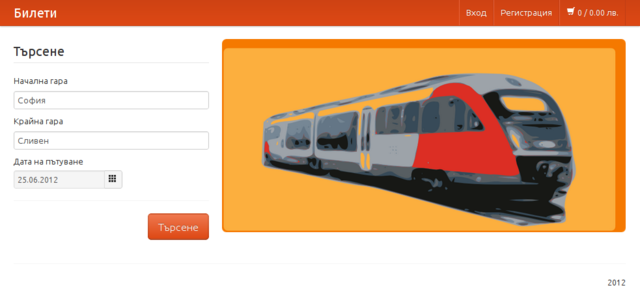 Билети
Вход Регистрация 0 / 0.00 лв.
Търсене
Начална гара
София
Крайна гара
Сливен
Дата на пътуване
25.06.2012
Търсене
2012